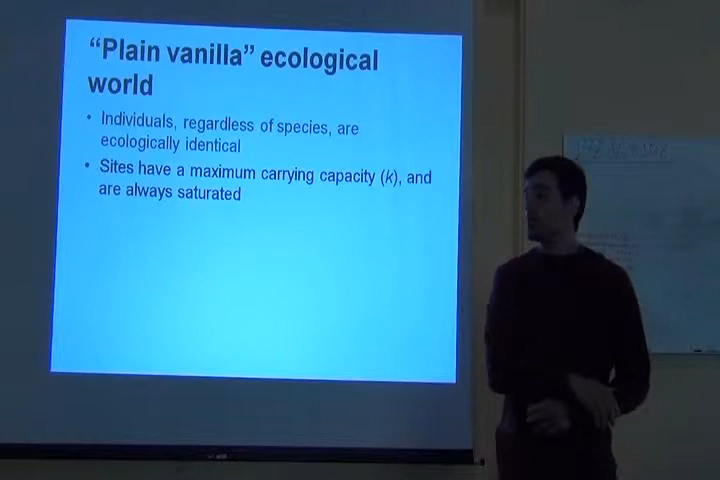 “Plain vanilla” ecological
world
• Individuals, regardless of species, are
ecologically identical
• Sites have a maximum carrying capacity (k), and
are always saturated